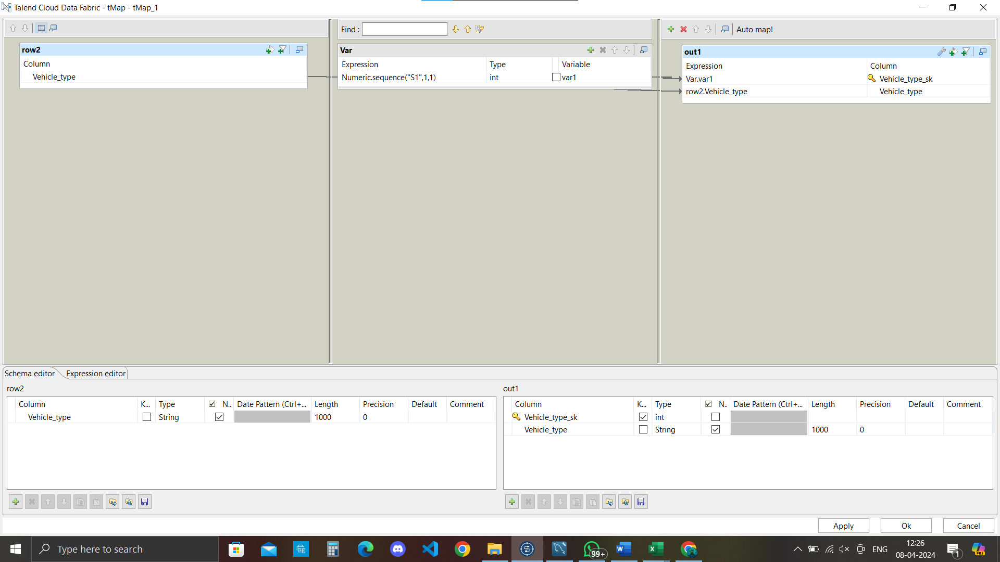 Talend Cloud Data Fabric - tMap - tMap_1
Find :
Auto map!
row2
Column
Vehicle_type
Var
Expression Type Variable
Numeric.sequence("S1",1,1) int var1
out1
Expression Column
Var.var1 Vehicle_type_sk
row2.Vehicle_type Vehicle_type
Schema editor Expression editor
row2
Column K... Type N.. Date Pattern (Ctrl+... Length Precision Default Comment
Vehicle_type String 1000 0
out1
Column K... Type N.. Date Pattern (Ctrl+... Length Precision Default Comment
Vehicle_type_sk int
Vehicle_type String 1000 0
Apply Ok Cancel
Type here to search
99+
ENG
12:26
08-04-2024
1
PRE